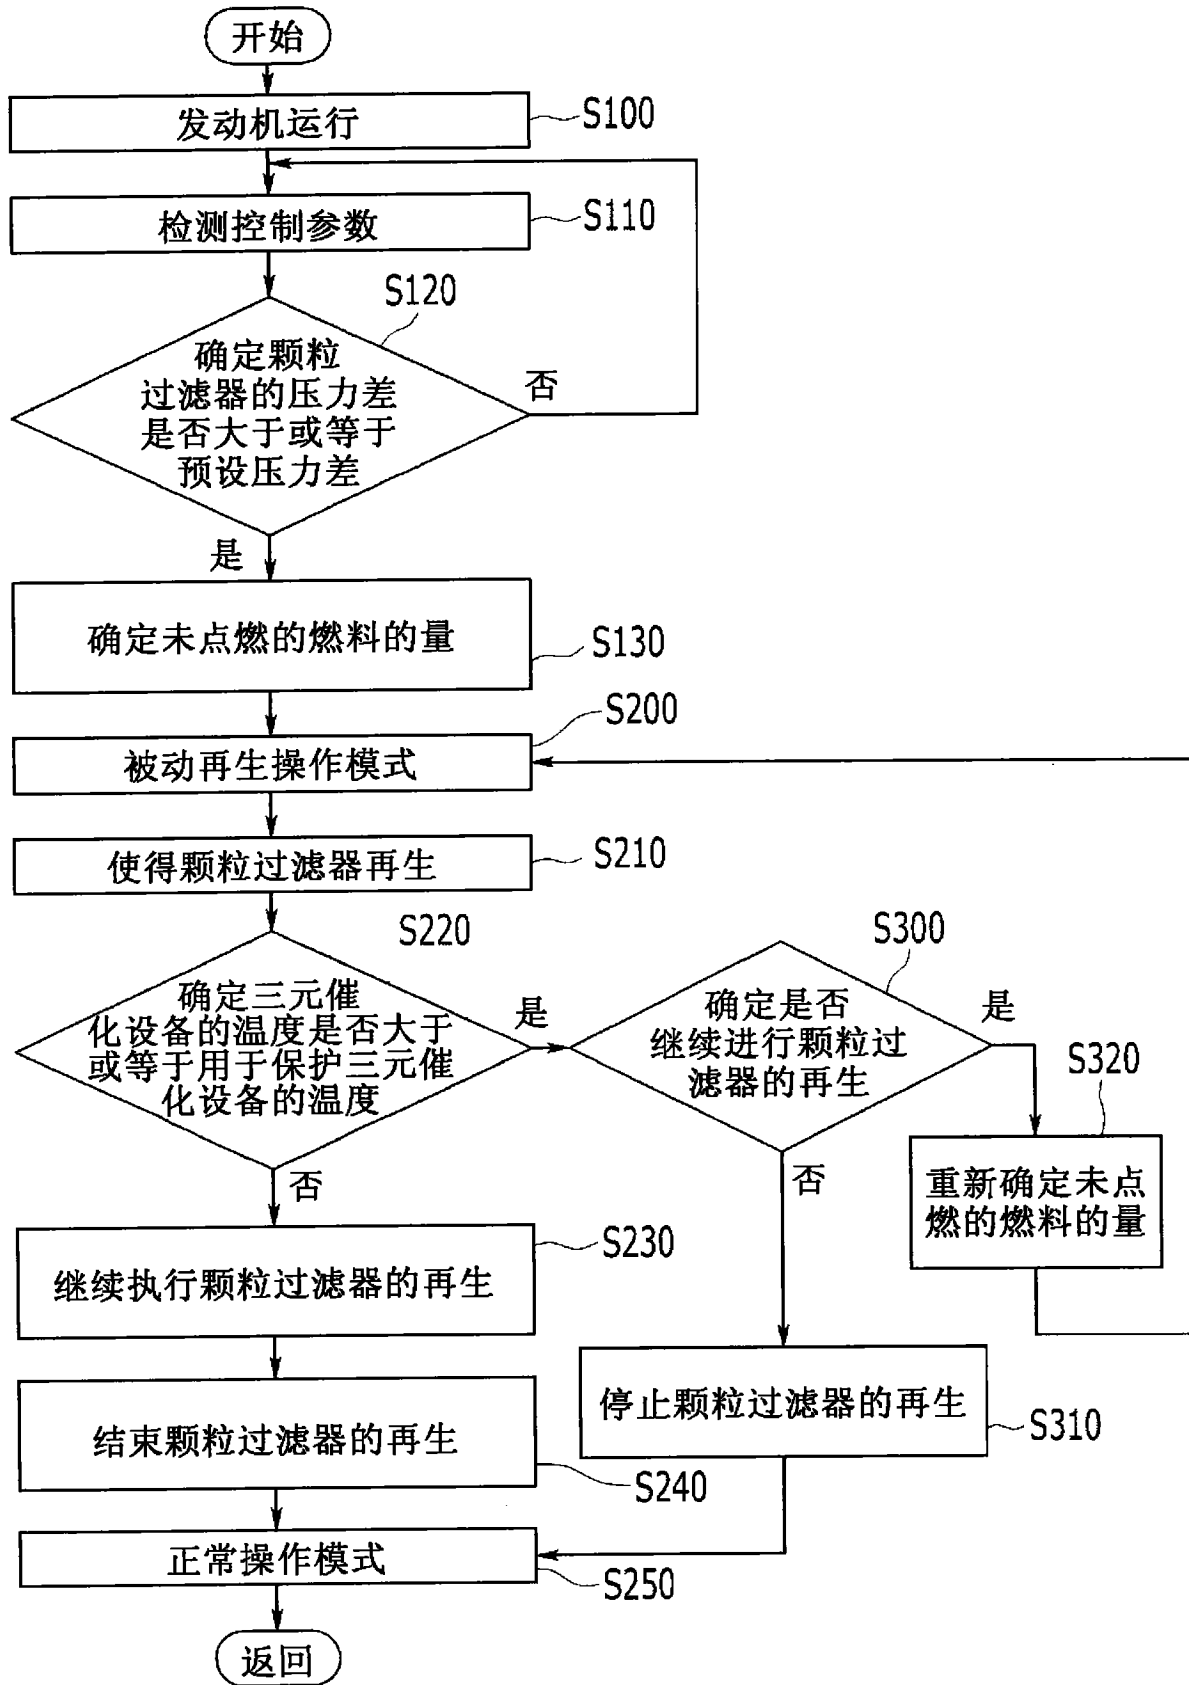 开始
发动机运行
S100
检测控制参数
S110
S120
确定颗粒
过滤器的压力差
是否大于或等于
预设压力差
否
是
确定未点燃的燃料的量
S130
S200
被动再生操作模式
使得颗粒过滤器再生
S210
S220
确定三元催
化设备的温度是否大于
或等于用于保护三元催
化设备的温度
是
S300
确定是否
继续进行颗粒过
滤器的再生
是
S320
重新确定未点
燃的燃料的量
否
否
继续执行颗粒过滤器的再生
S230
停止颗粒过滤器的再生
S310
结束颗粒过滤器的再生
S240
正常操作模式
S250
返回